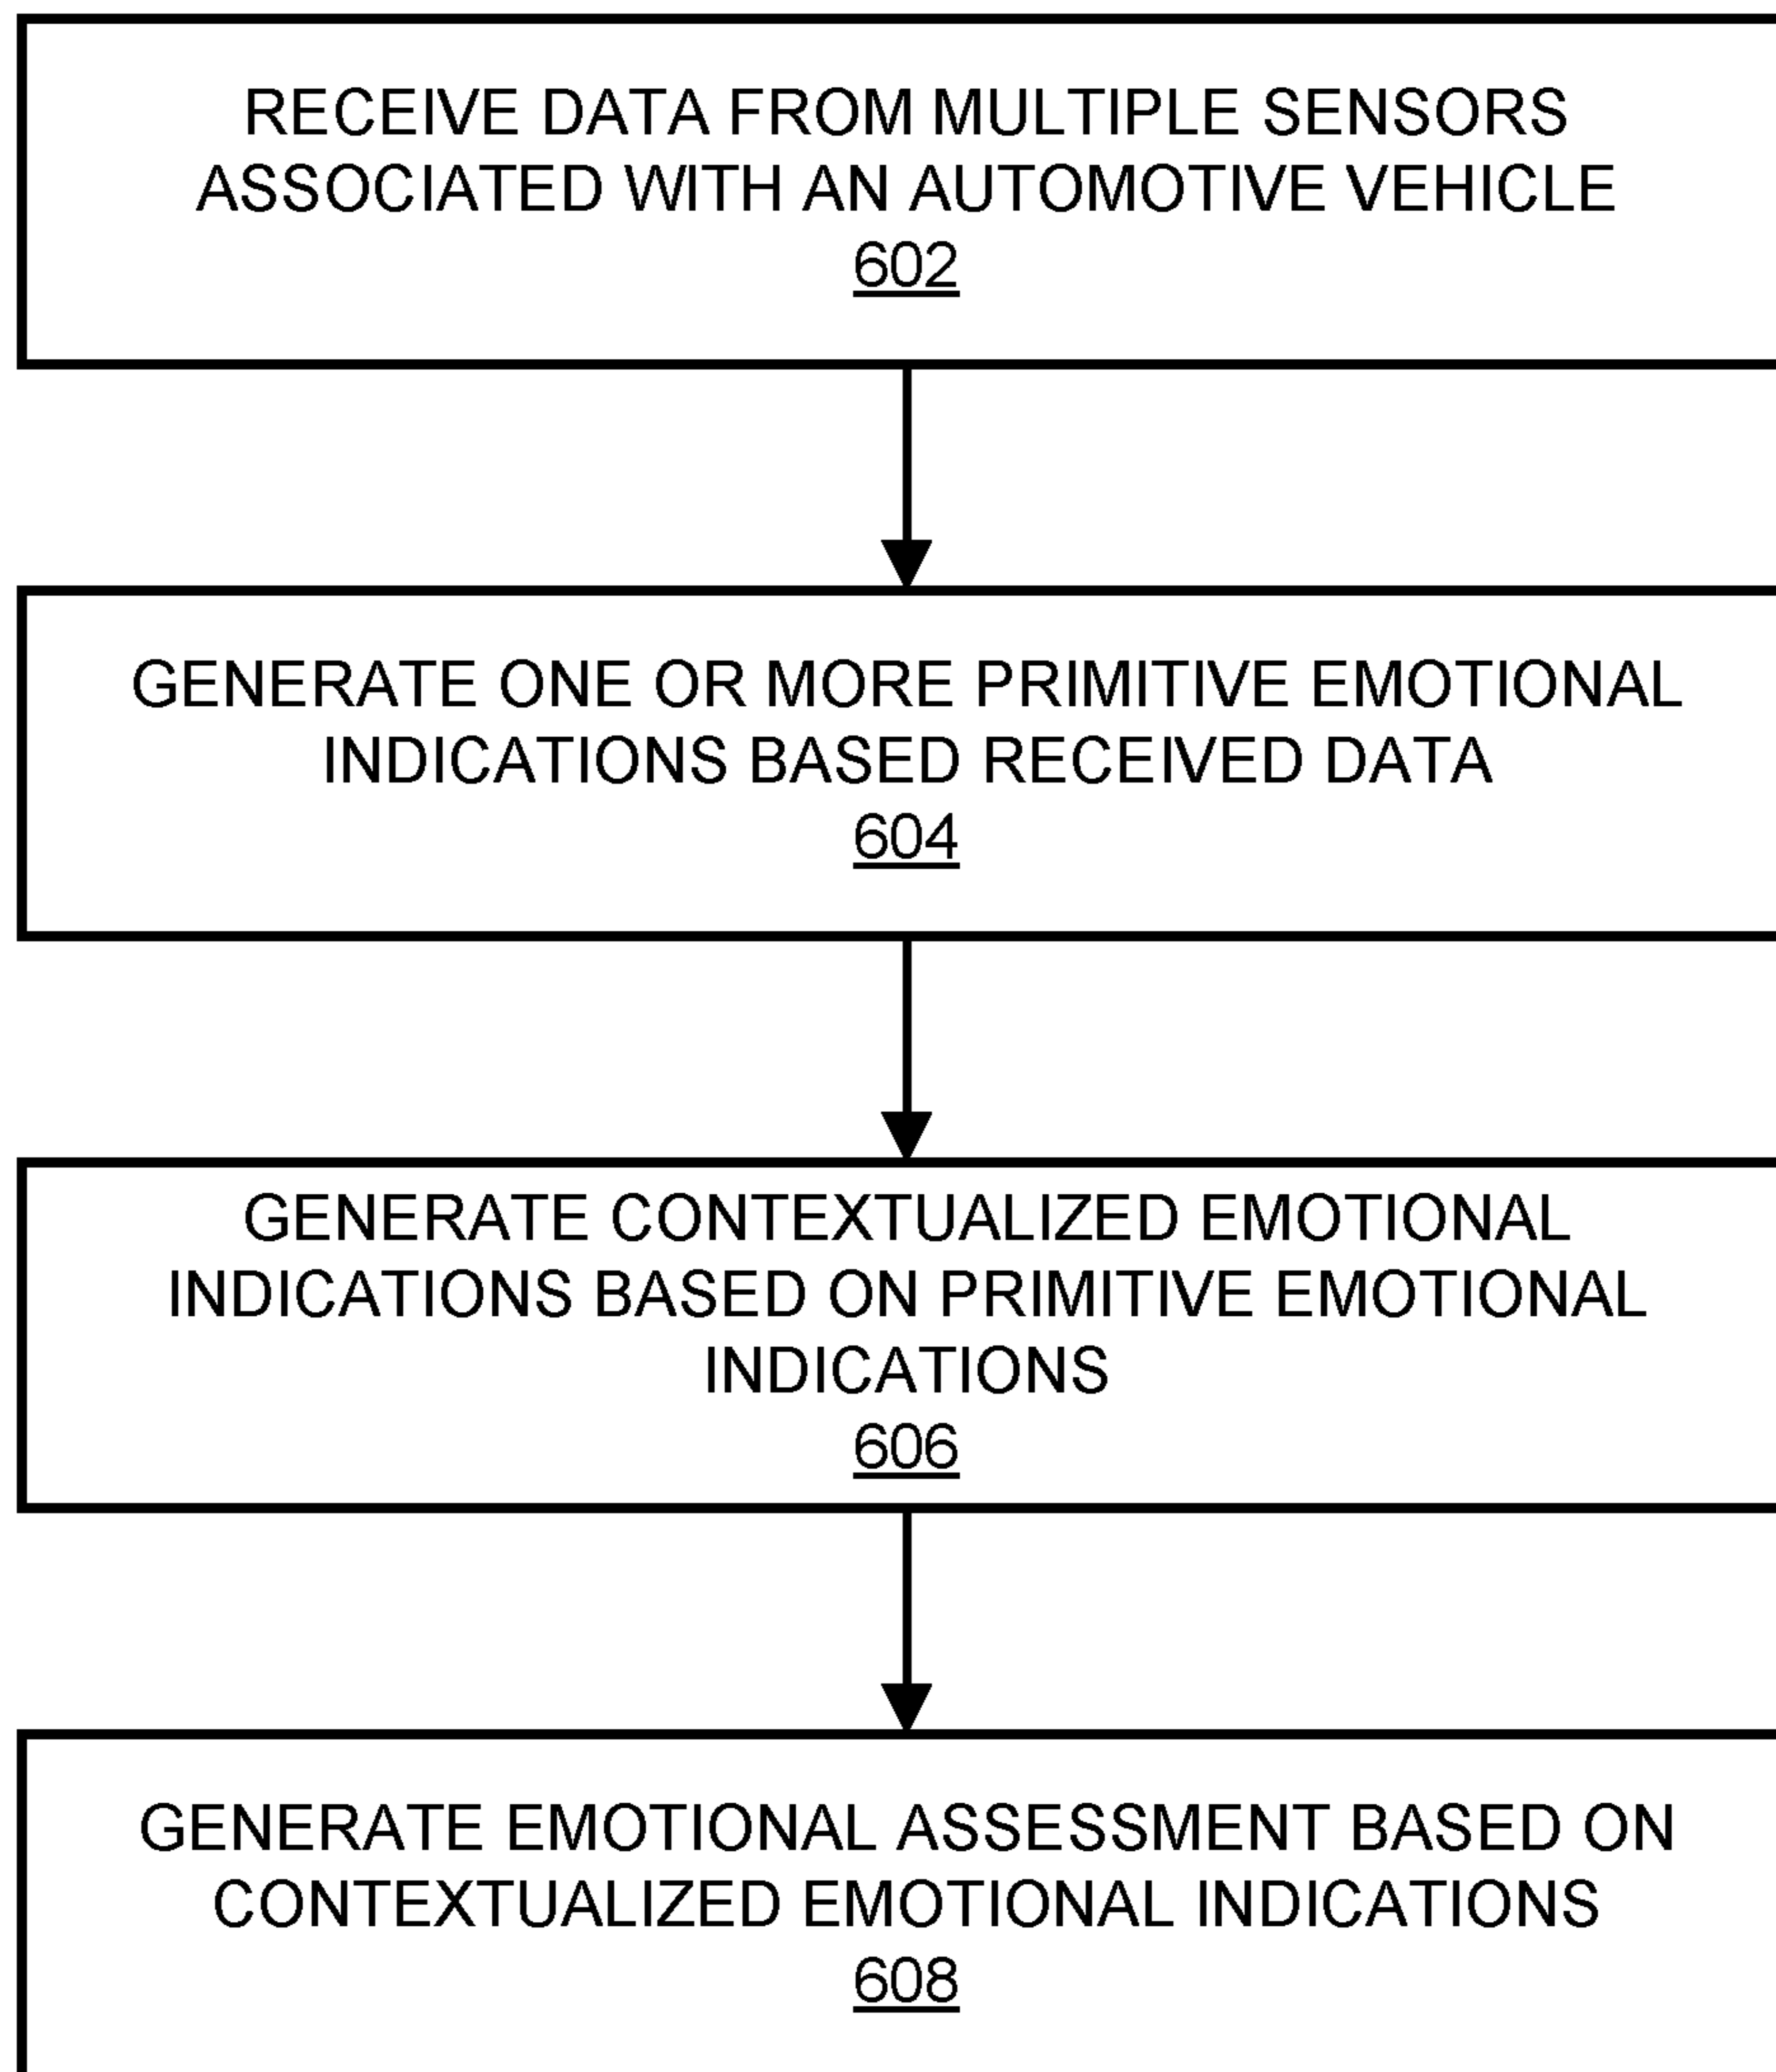 RECEIVE DATA FROM MULTIPLE SENSORS
ASSOCIATED WITH AN AUTOMOTIVE VEHICLE
602
GENERATE ONE OR MORE PRIMITIVE EMOTIONAL
INDICATIONS BASED RECEIVED DATA
604
GENERATE CONTEXTUALIZED EMOTIONAL
INDICATIONS BASED ON PRIMITIVE EMOTIONAL
INDICATIONS
606
GENERATE EMOTIONAL ASSESSMENT BASED ON
CONTEXTUALIZED EMOTIONAL INDICATIONS
608